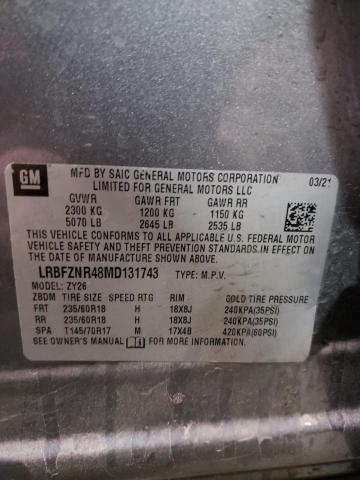 GM
MFD BY SAIC GENERAL MOTORS CORPORATION 03/21
LIMITED FOR GENERAL MOTORS LLC
GVWR GAWR FRT GAWR RR
2300 KG 1200 KG 1150 KG
5070 LB 2645 LB 2535 LB
THIS VEHICLE CONFORMS TO ALL APPLICABLE U.S. FEDERAL MOTOR
VEHICLE SAFETY, BUMPER, AND THEFT PREVENTION STANDARDS IN EFFECT ON
THE DATE OF MANUFACTURE SHOWN ABOVE.
LRBFZNR48MD131743 TYPE: M.P.V.
MODEL: ZY26
ZBDM TIRE SIZE SPEED RTG RIM COLD TIRE PRESSURE
FRT 235/60R18 H 18X8J 240KPA(35PSI)
RR 235/60R18 H 18X8J 240KPA(35PSI)
SPA T145/70R17 M 17X4B 420KPA(60PSI)
SEE OWNER'S MANUAL FOR MORE INFORMATION.